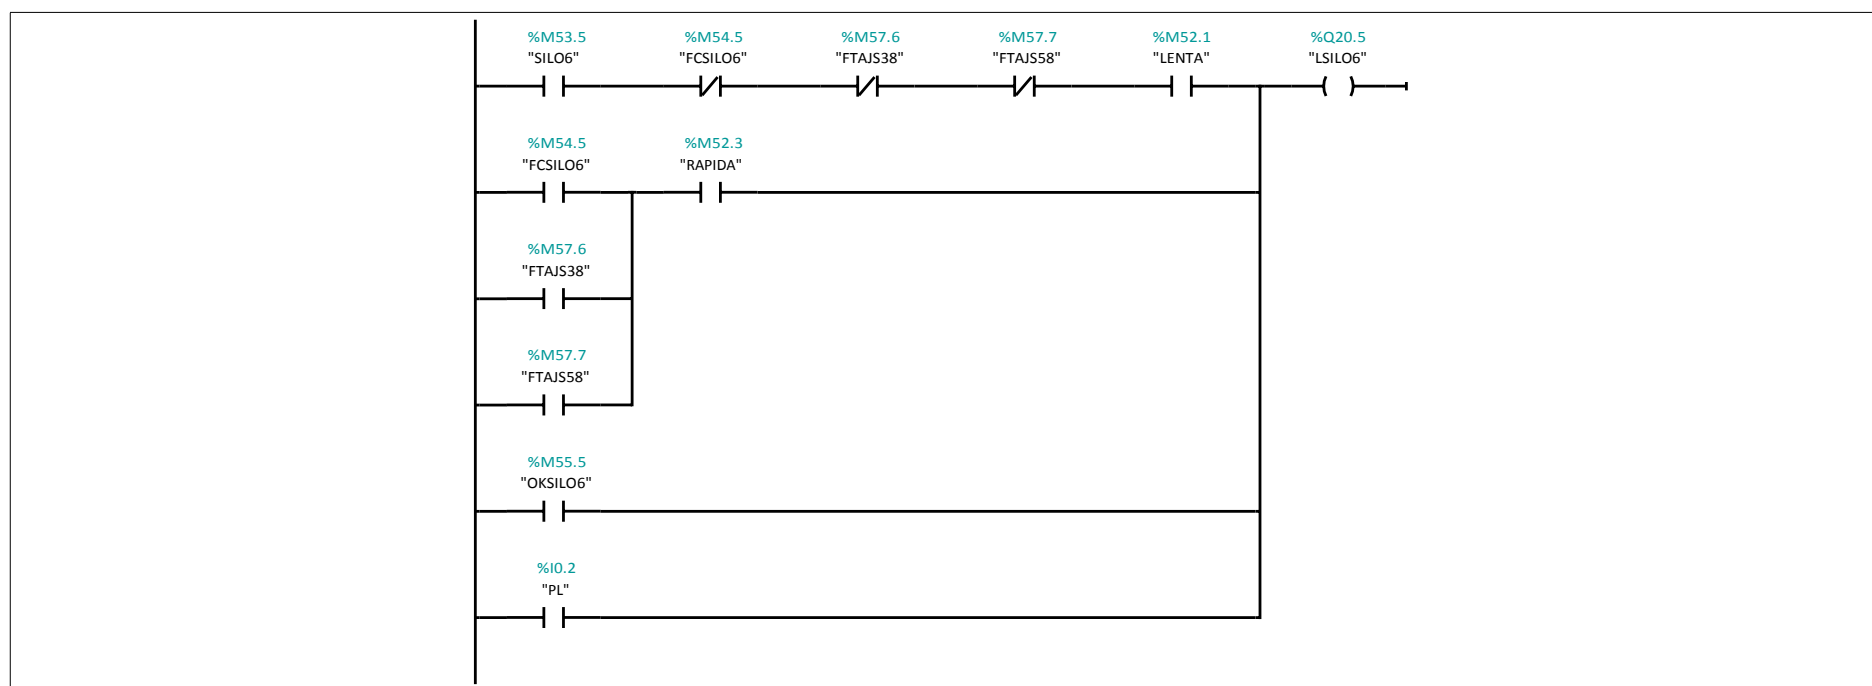 %M53.5 %M54.5 %M57.6 %M57.7 %M52.1 %Q20.5
"SILO6" "FCSILO6" "FTAJS38" "FTAJS58" "LENTA" "LSILO6"
%M54.5 %M52.3
"FCSILO6" "RAPIDA"
%M57.6
"FTAJS38"
%M57.7
"FTAJS58"
%M55.5
"OKSILO6"
%I0.2
"PL"